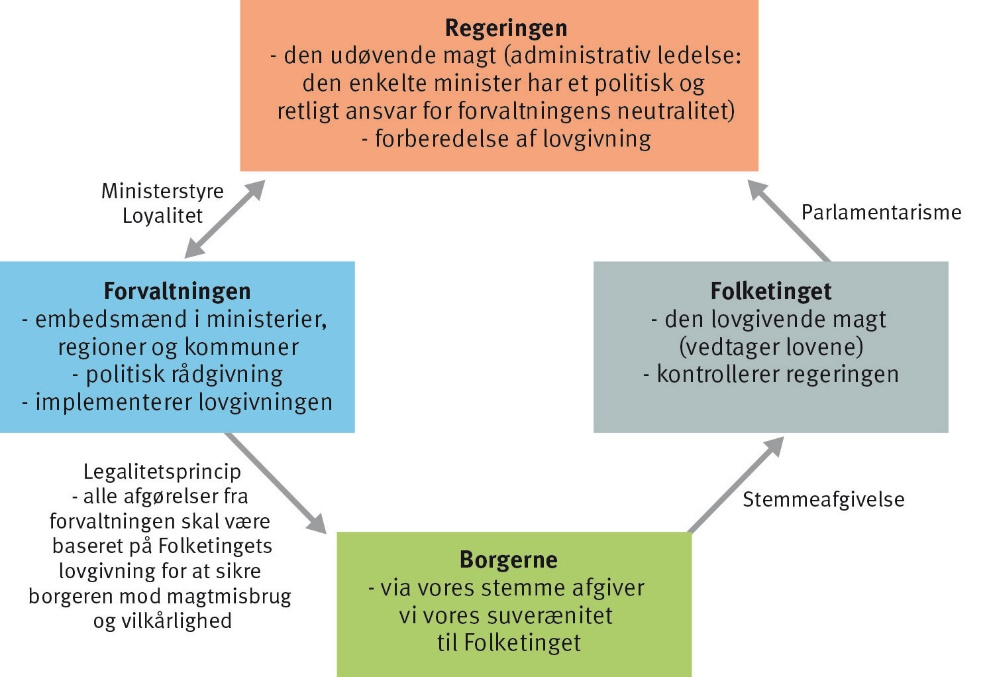 Regeringen
- den udøvende magt (administrativ ledelse:
den enkelte minister har et politisk og
retligt ansvar for forvaltningens neutralitet)
- forberedelse af lovgivning
Ministerstyre
Loyalitet
Parlamentarisme
Forvaltningen
- embedsmænd i ministerier,
regioner og kommuner
- politisk rådgivning
- implementerer lovgivningen
Folketinget
- den lovgivende magt
(vedtager lovene)
- kontrollerer regeringen
Legalitetsprincip
- alle afgørelser fra
forvaltningen skal være
baseret på Folketingets
lovgivning for at sikre
borgeren mod magtmisbrug
og vilkårlighed
Stemmeafgivelse
Borgerne
- via vores stemme afgiver
vi vores suverænitet
til Folketinget